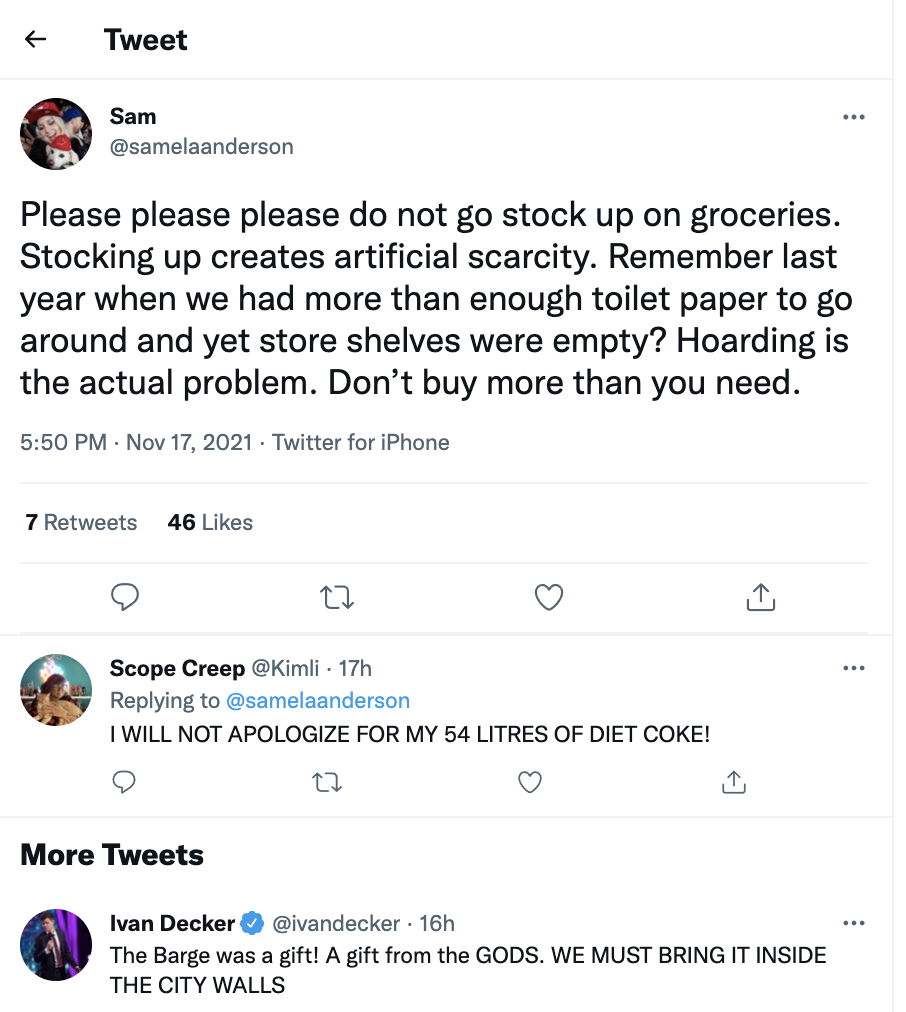 Tweet
Sam
@samelaanderson
Please please please do not go stock up on groceries.
Stocking up creates artificial scarcity. Remember last
year when we had more than enough toilet paper to go
around and yet store shelves were empty? Hoarding is
the actual problem. Don’t buy more than you need.
5:50 PM · Nov 17, 2021 · Twitter for iPhone
7 Retweets 46 Likes
Scope Creep @Kimli · 17h
Replying to @samelaanderson
I WILL NOT APOLOGIZE FOR MY 54 LITRES OF DIET COKE!
More Tweets
Ivan Decker @ivandecker · 16h
The Barge was a gift! A gift from the GODS. WE MUST BRING IT INSIDE
THE CITY WALLS